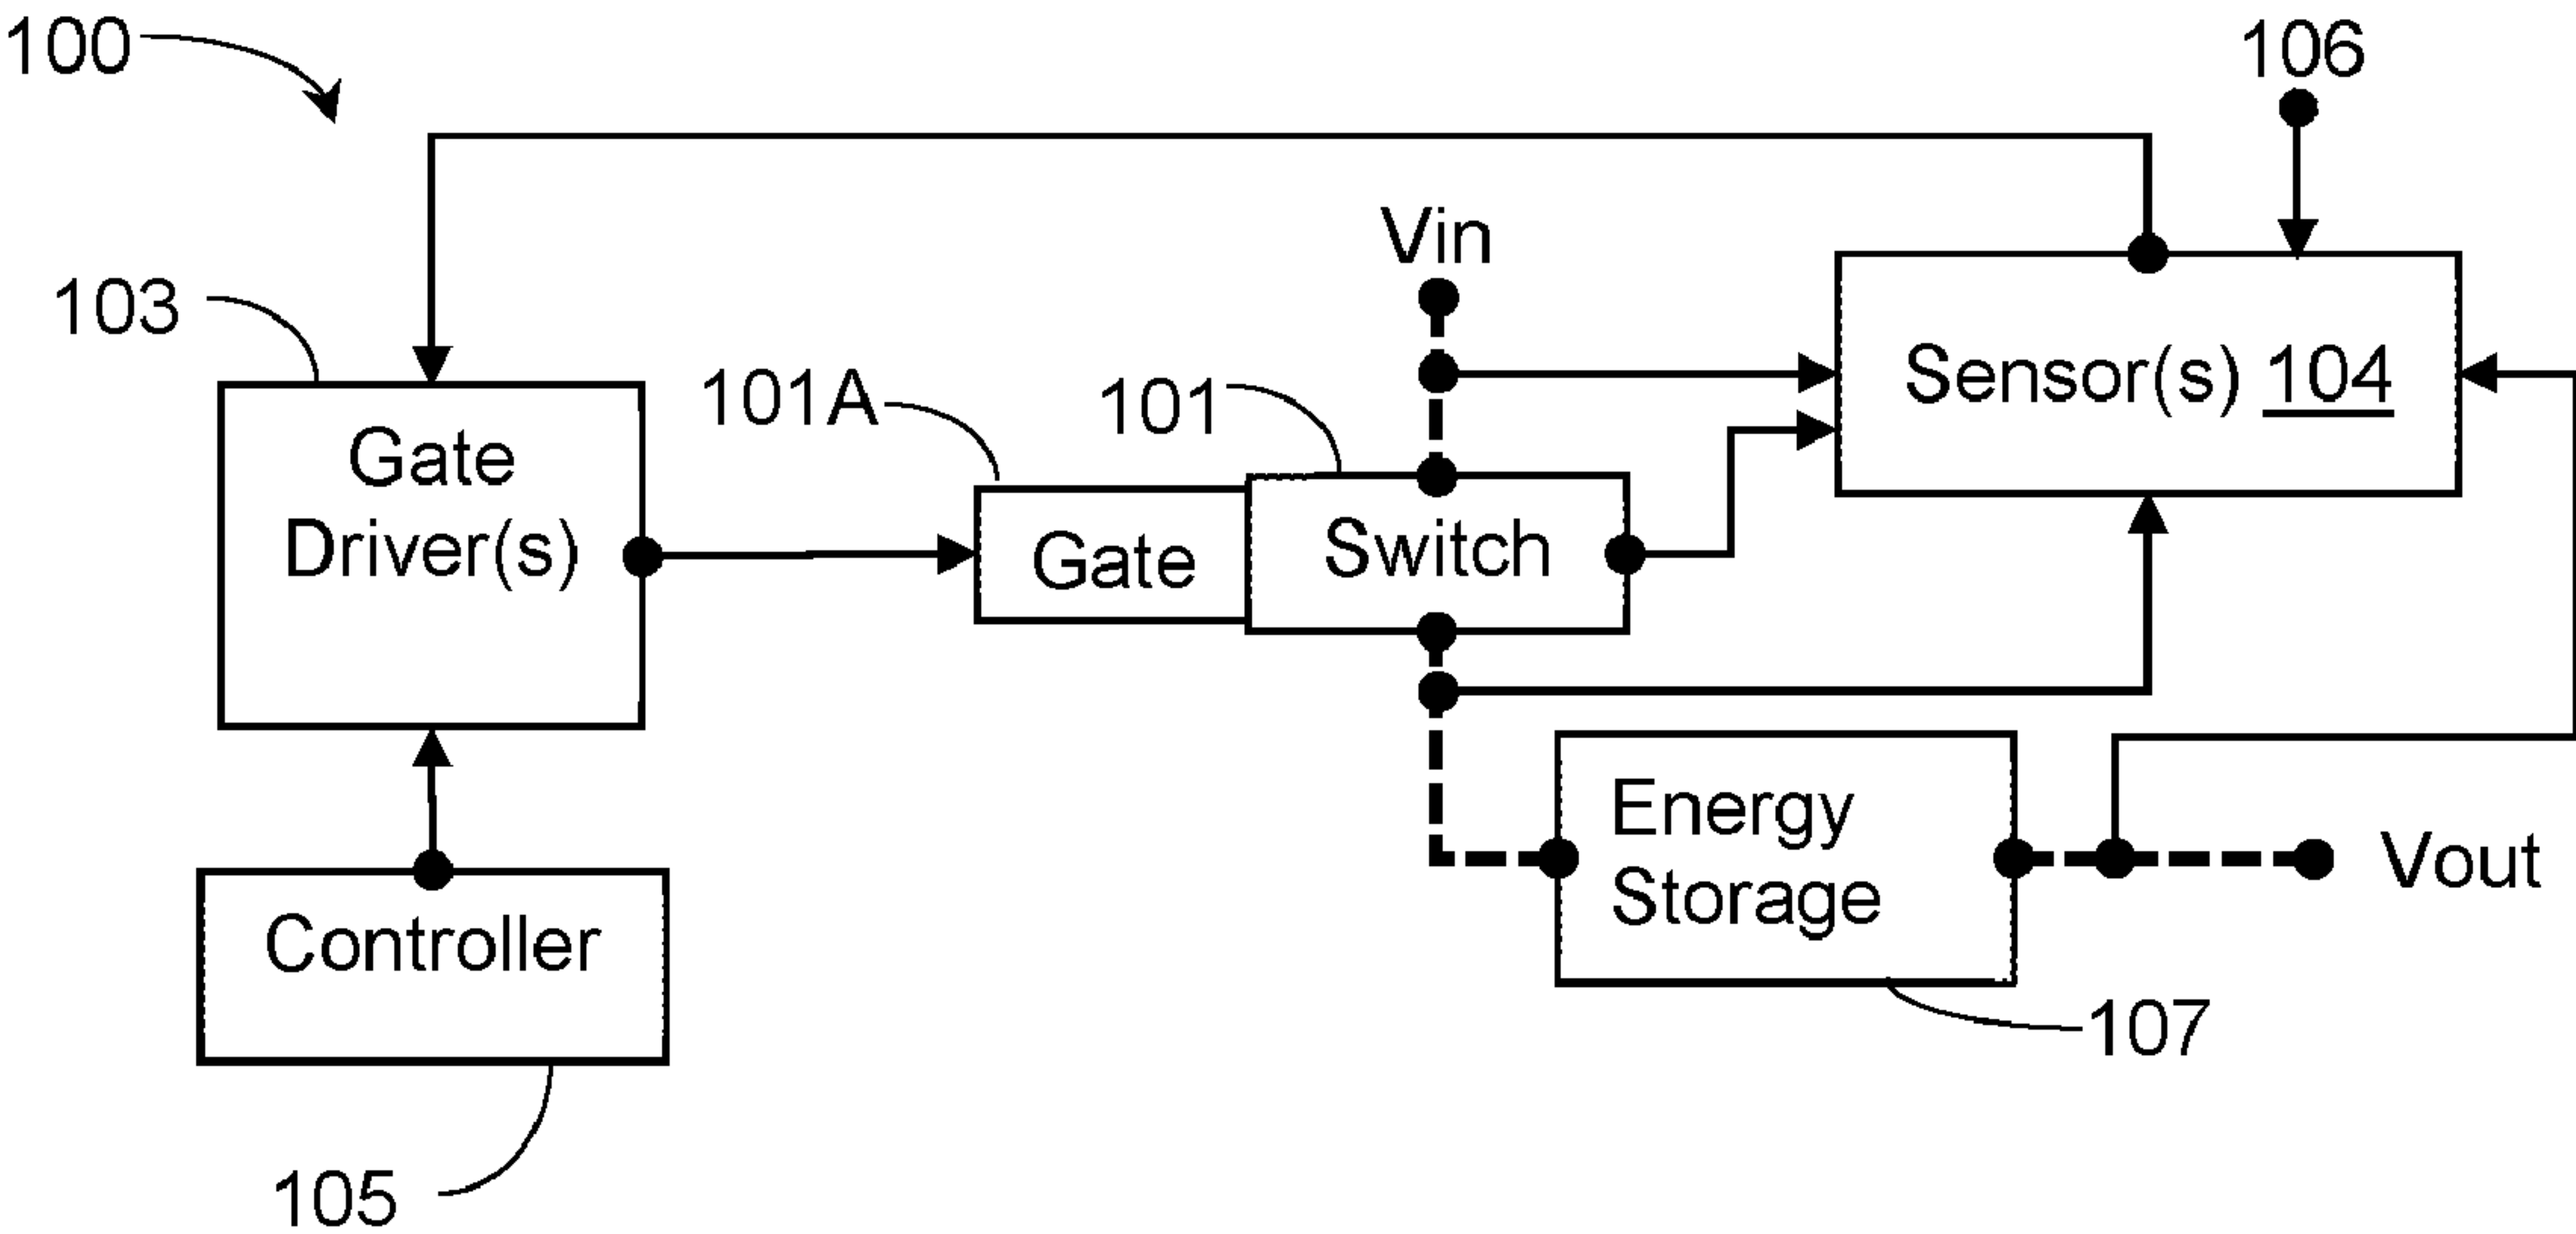 100
106
Vin
103
101A
101
Sensor(s) 104
Gate
Driver(s)
Gate
Switch
Energy
Storage
Vout
Controller
107
105